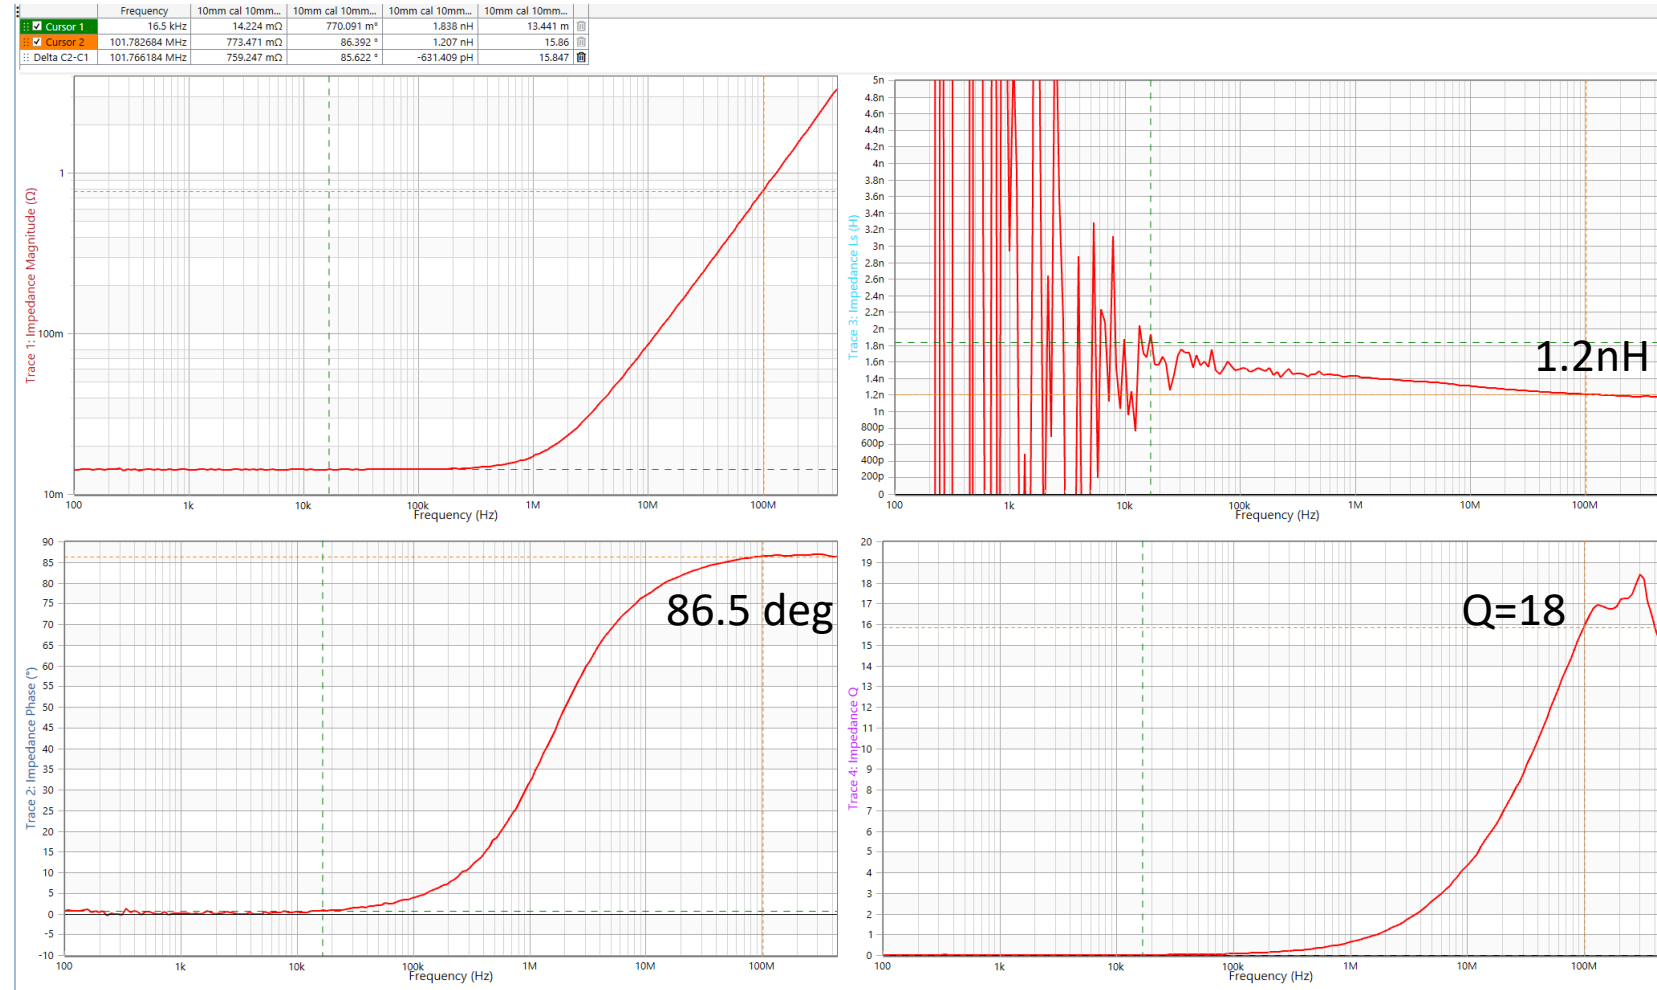 Frequency 10mm cal 10mm... 10mm cal 10mm... 10mm cal 10mm... 10mm cal 10mm...
Cursor 1 16.5 kHz 14.224 mΩ 770.091 m° 1.838 nH 13.441 m
Cursor 2 101.782684 MHz 773.471 mΩ 86.392 ° 1.207 nH 15.86
Delta C2-C1 101.766184 MHz 759.247 mΩ 85.622 ° -631.409 pH 15.847
Trace 1: Impedance Magnitude (Ω)
1
100m
10m
100 1k 10k 100k 1M 10M 100M
Frequency (Hz)
Trace 3: Impedance Ls (H)
5n
4.8n
4.6n
4.4n
4.2n
4n
3.8n
3.6n
3.4n
3.2n
3n
2.8n
2.6n
2.4n
2.2n
2n
1.8n
1.6n
1.4n
1.2n
1n
800p
600p
400p
200p
0
1.2nH
100 1k 10k 100k 1M 10M 100M
Frequency (Hz)
Trace 2: Impedance Phase (°)
90
85
80
75
70
65
60
55
50
45
40
35
30
25
20
15
10
5
0
-5
-10
86.5 deg
100 1k 10k 100k 1M 10M 100M
Frequency (Hz)
Trace 4: Impedance Q
20
19
18
17
16
15
14
13
12
11
10
9
8
7
6
5
4
3
2
1
0
Q=18
100 1k 10k 100k 1M 10M 100M
Frequency (Hz)